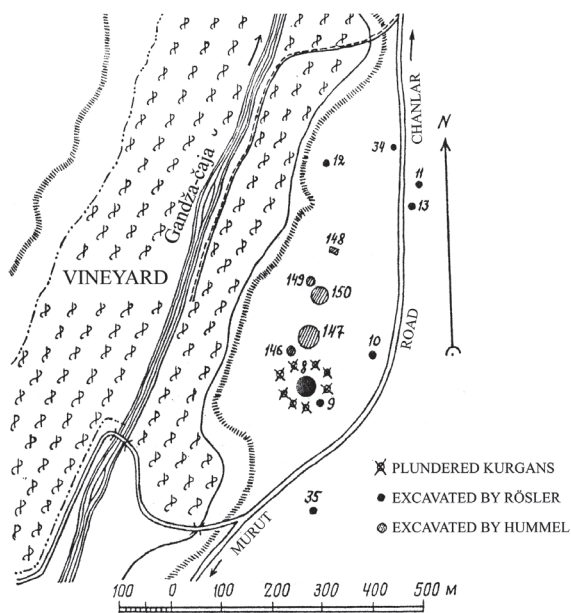 CHANLAR
N
34
12
11
13
Gandža-čaja
148
VINEYARD
149
150
147
ROAD
146
10
8
9
PLUNDERED KURGANS
35
EXCAVATED BY RÖSLER
MURUT
EXCAVATED BY HUMMEL
100 0 100 200 300 400 500 м